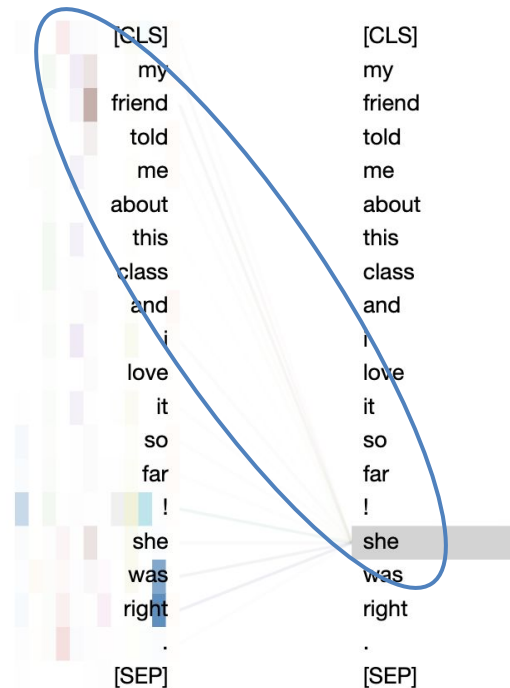 [CLS] [CLS]
my my
friend friend
told told
me me
about about
this this
class class
and and
i i
love love
it it
so so
far far
! !
she she
was was
right right
. .
[SEP] [SEP]